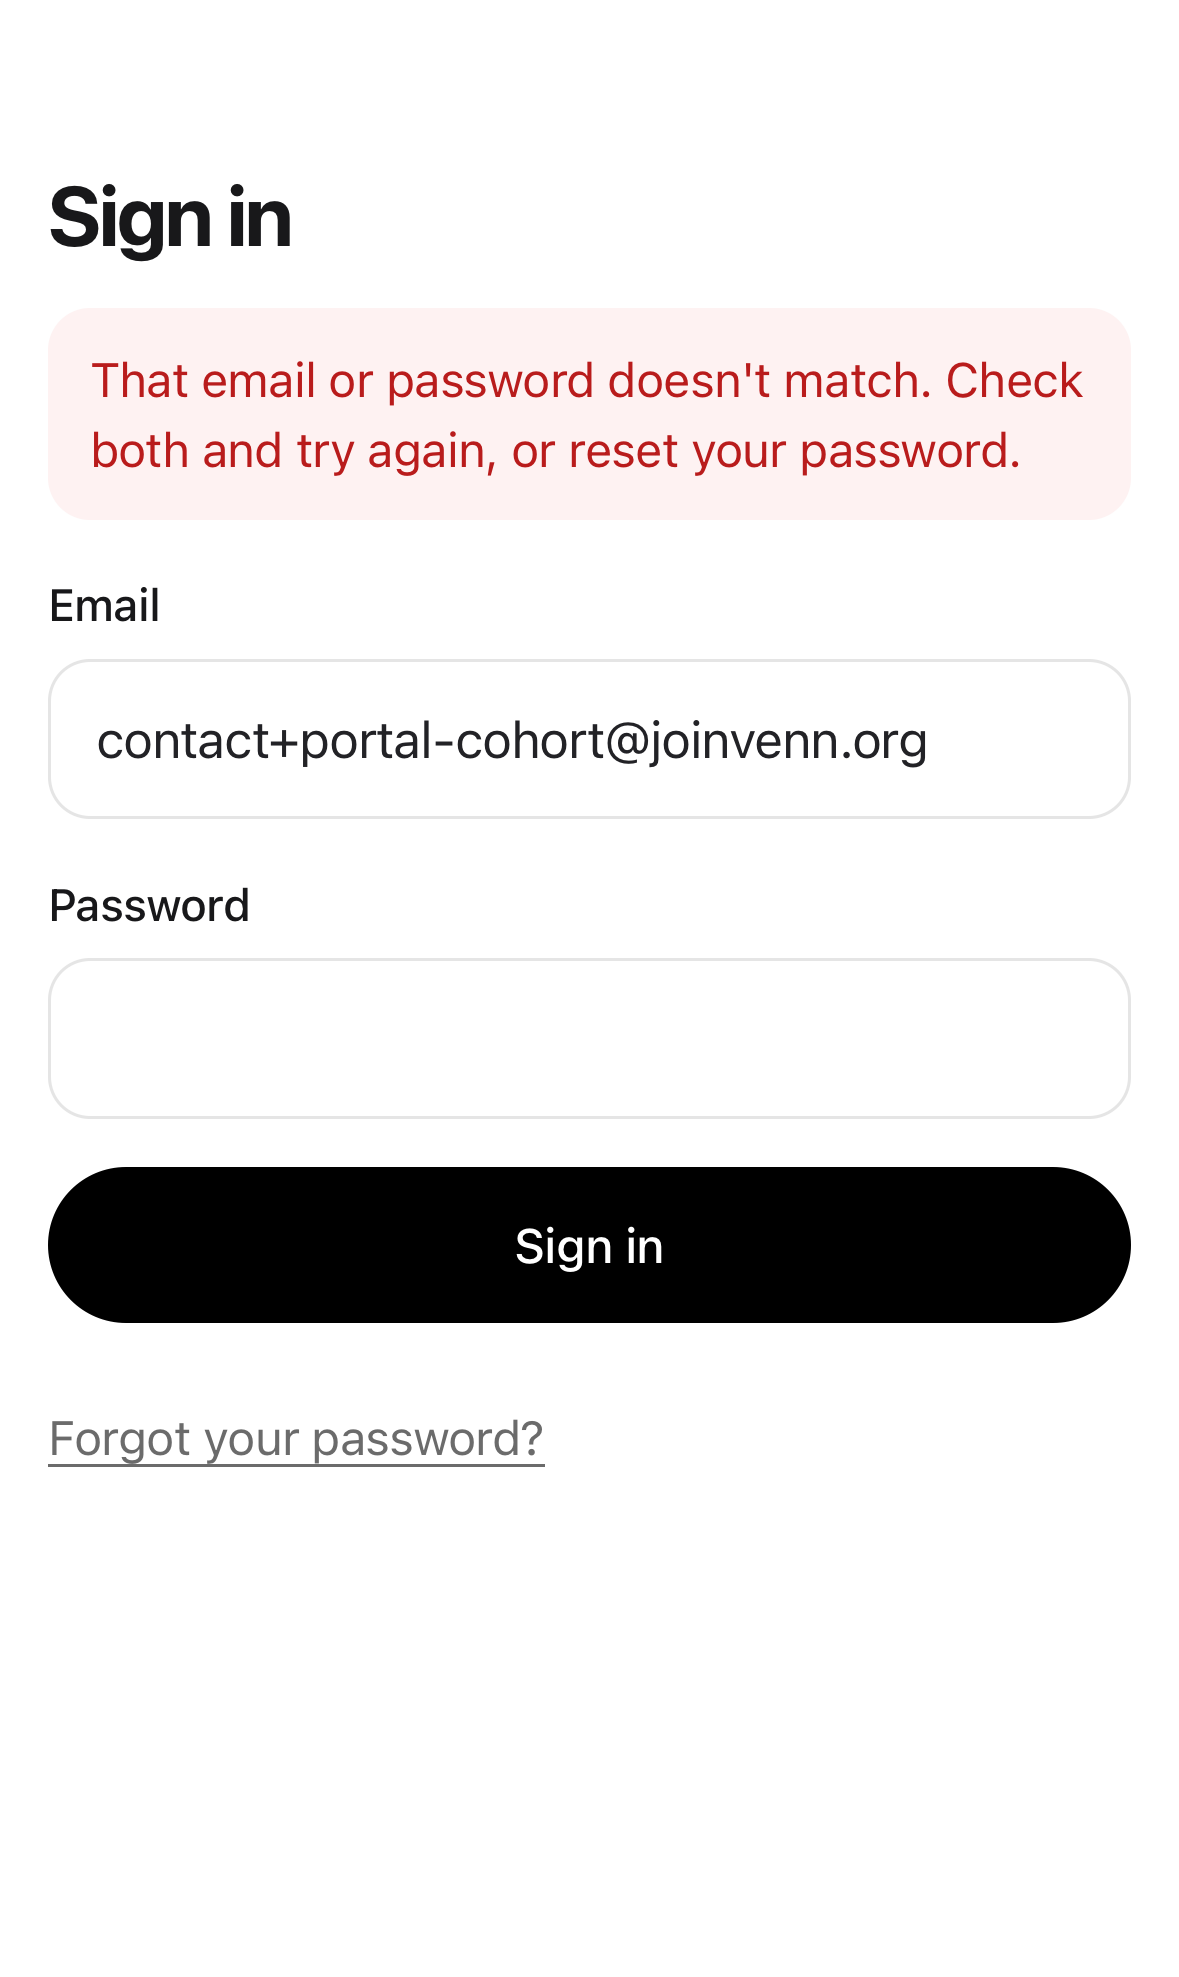 Sign in
That email or password doesn't match. Check
both and try again, or reset your password.
Email
contact+portal-cohort@joinvenn.org
Password
Sign in
Forgot your password?